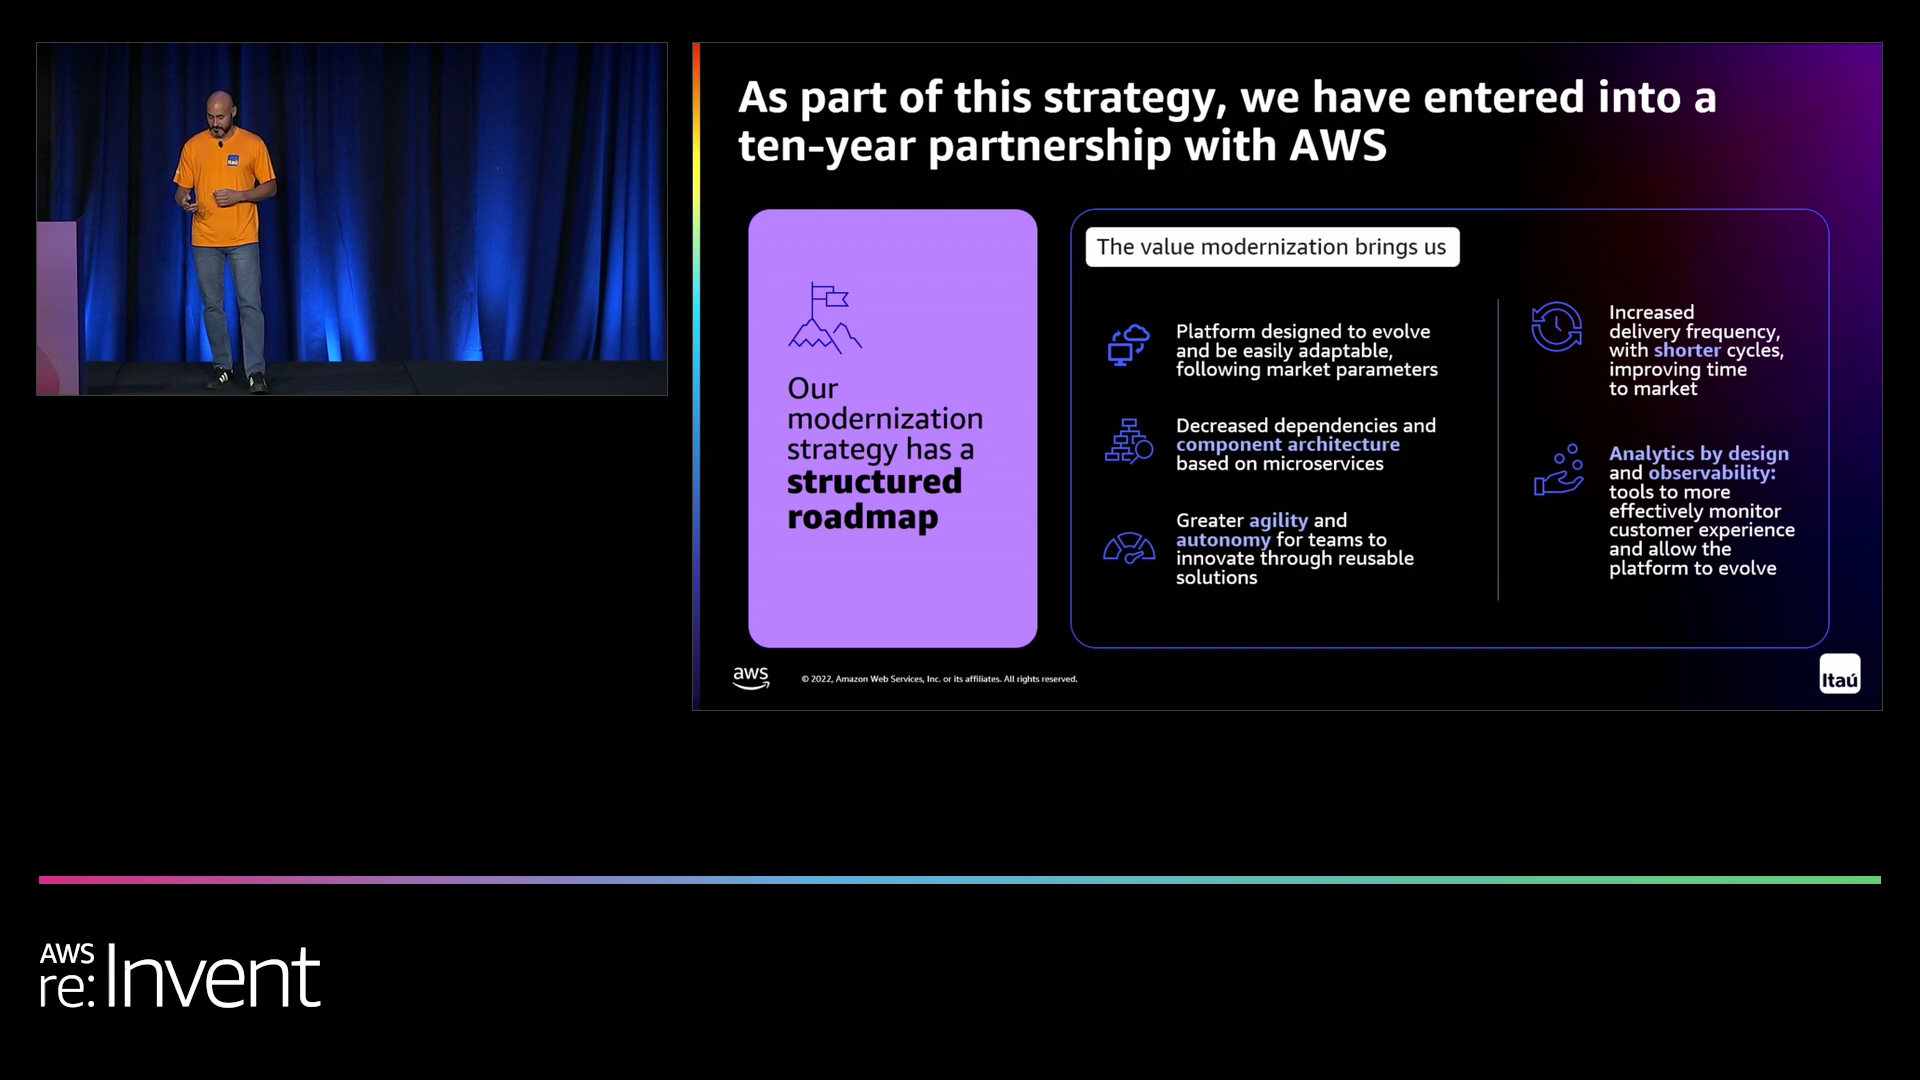 Itaú
As part of this strategy, we have entered into a
ten-year partnership with AWS
Our
modernization
strategy has a
structured
roadmap
The value modernization brings us
Platform designed to evolve
and be easily adaptable,
following market parameters
Decreased dependencies and
component architecture
based on microservices
Greater agility and
autonomy for teams to
innovate through reusable
solutions
Increased
delivery frequency,
with shorter cycles,
improving time
to market
Analytics by design
and observability:
tools to more
effectively monitor
customer experience
and allow the
platform to evolve
aws
© 2022, Amazon Web Services, Inc. or its affiliates. All rights reserved.
Itaú
AWS
re:Invent